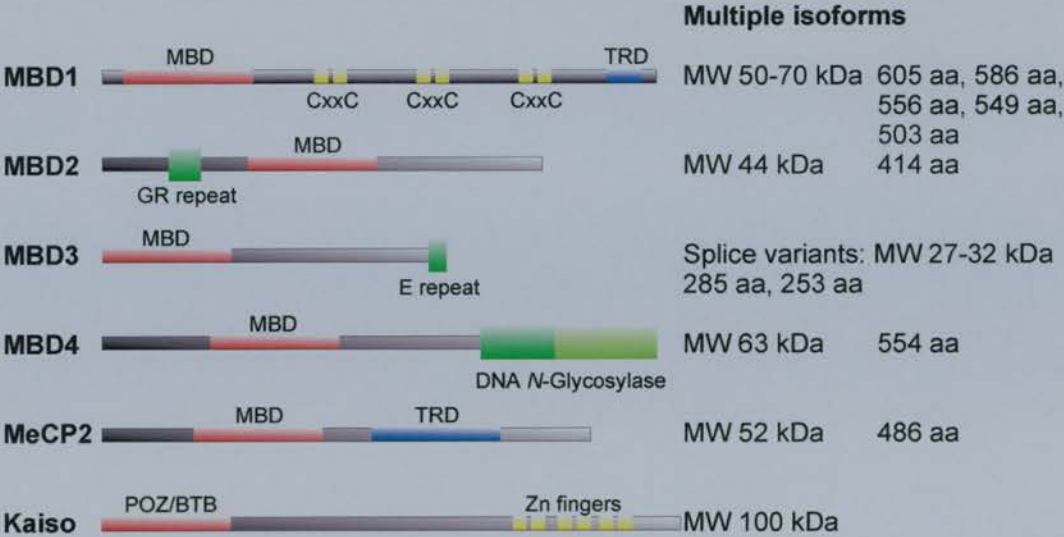 Multiple isoforms
MBD TRD
MBD1 MW 50-70 kDa 605 aa, 586 aa,
CxxC CxxC CxxC 556 aa, 549 aa,
503 aa
MBD
MBD2 MW 44 kDa 414 aa
GR repeat
MBD
MBD3 Splice variants: MW 27-32 kDa
E repeat 285 aa, 253 aa
MBD
MBD4 MW 63 kDa 554 aa
DNA N-Glycosylase
MBD TRD
MeCP2 MW 52 kDa 486 aa
POZ/BTB Zn fingers
Kaiso MW 100 kDa